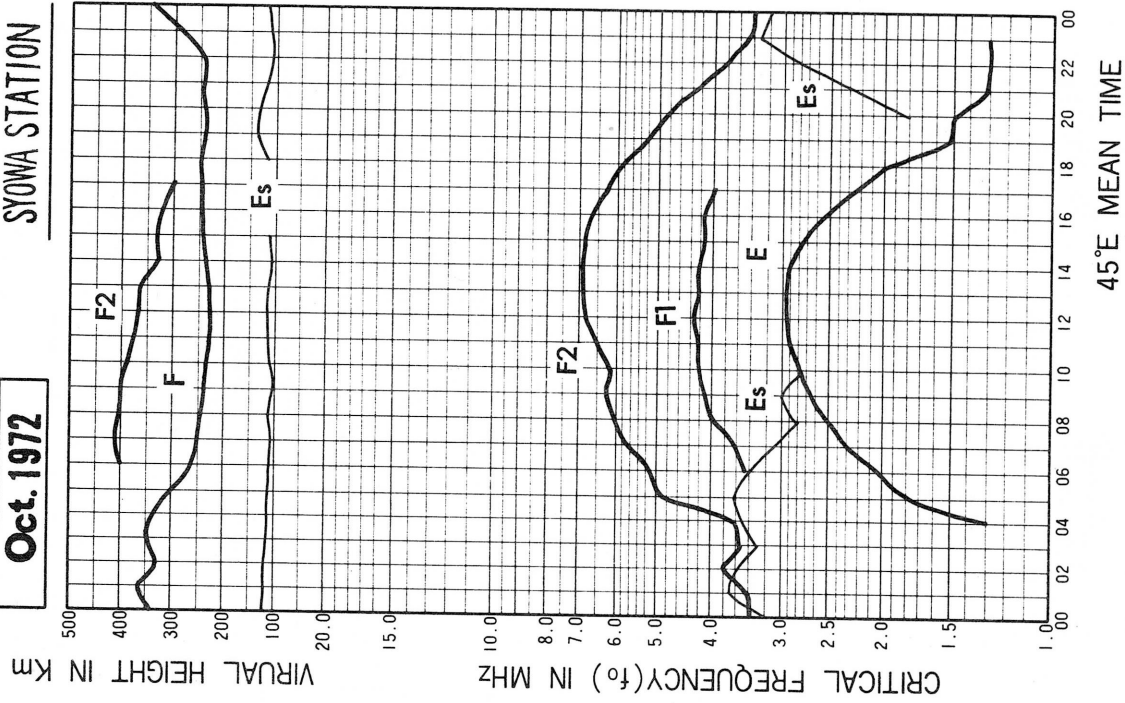 Oct. 1972
SYOWA STATION
VIRUAL HEIGHT IN Km
500
400
300
200
100
F2
F
Es
CRITICAL FREQUENCY (fo) IN MHz
20.0
15.0
10.0
8.0
7.0
6.0
5.0
4.0
3.0
2.5
2.0
1.5
1.0
F2
F1
Es
E
Es
00 02 04 06 08 10 12 14 16 18 20 22 00
45°E MEAN TIME